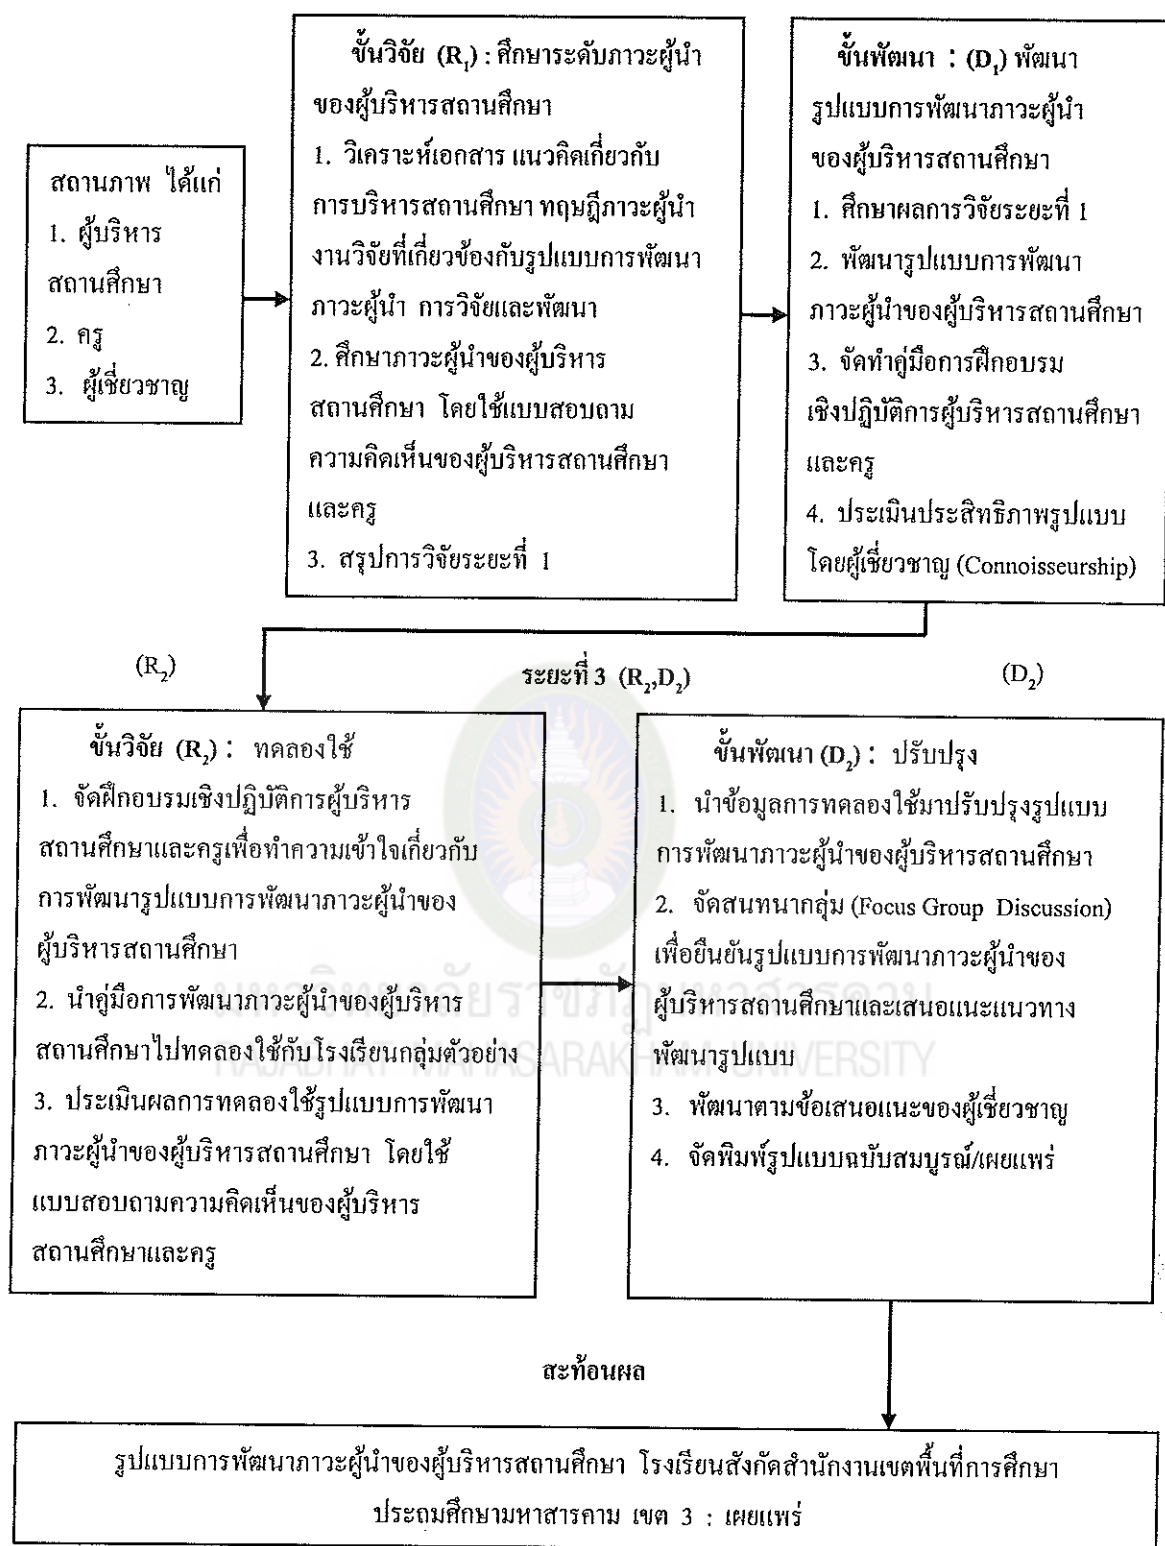 สถานภาพ ได้แก่
1. ผู้บริหาร
สถานศึกษา
2. ครู
3. ผู้เชี่ยวชาญ
ขั้นวิจัย (R₁) : ศึกษาระดับภาวะผู้นำ
ของผู้บริหารสถานศึกษา
1. วิเคราะห์เอกสาร แนวคิดเกี่ยวกับ
การบริหารสถานศึกษา ทฤษฎีภาวะผู้นำ
งานวิจัยที่เกี่ยวข้องกับรูปแบบการพัฒนา
ภาวะผู้นำ การวิจัยและพัฒนา
2. ศึกษาภาวะผู้นำของผู้บริหาร
สถานศึกษา โดยใช้แบบสอบถาม
ความคิดเห็นของผู้บริหารสถานศึกษา
และครู
3. สรุปการวิจัยระยะที่ 1
ขั้นพัฒนา : (D₁) พัฒนา
รูปแบบการพัฒนาภาวะผู้นำ
ของผู้บริหารสถานศึกษา
1. ศึกษาผลการวิจัยระยะที่ 1
2. พัฒนารูปแบบการพัฒนา
ภาวะผู้นำของผู้บริหารสถานศึกษา
3. จัดทำคู่มือการฝึกอบรม
เชิงปฏิบัติการผู้บริหารสถานศึกษา
และครู
4. ประเมินประสิทธิภาพรูปแบบ
โดยผู้เชี่ยวชาญ (Connoisseurship)
(R₂)
ระยะที่ 3 (R₂,D₂)
(D₂)
ขั้นวิจัย (R₂) : ทดลองใช้
1. จัดฝึกอบรมเชิงปฏิบัติการผู้บริหาร
สถานศึกษาและครูเพื่อทำความเข้าใจเกี่ยวกับ
การพัฒนารูปแบบการพัฒนาภาวะผู้นำของ
ผู้บริหารสถานศึกษา
2. นำคู่มือการพัฒนาภาวะผู้นำของผู้บริหาร
สถานศึกษาไปทดลองใช้กับโรงเรียนกลุ่มตัวอย่าง
3. ประเมินผลการทดลองใช้รูปแบบการพัฒนา
ภาวะผู้นำของผู้บริหารสถานศึกษา โดยใช้
แบบสอบถามความคิดเห็นของผู้บริหาร
สถานศึกษาและครู
ขั้นพัฒนา (D₂) : ปรับปรุง
1. นำข้อมูลการทดลองใช้มาปรับปรุงรูปแบบ
การพัฒนาภาวะผู้นำของผู้บริหารสถานศึกษา
2. จัดสนทนากลุ่ม (Focus Group Discussion)
เพื่อยืนยันรูปแบบการพัฒนาภาวะผู้นำของ
ผู้บริหารสถานศึกษาและเสนอแนะแนวทาง
พัฒนารูปแบบ
3. พัฒนาตามข้อเสนอแนะของผู้เชี่ยวชาญ
4. จัดพิมพ์รูปแบบฉบับสมบูรณ์/เผยแพร่
มหาวิทยาลัยราชภัฏมหาสารคาม
RAJABHAT MAHASARAKHAM UNIVERSITY
สะท้อนผล
รูปแบบการพัฒนาภาวะผู้นำของผู้บริหารสถานศึกษา โรงเรียนสังกัดสำนักงานเขตพื้นที่การศึกษา
ประถมศึกษามหาสารคาม เขต 3 : เผยแพร่